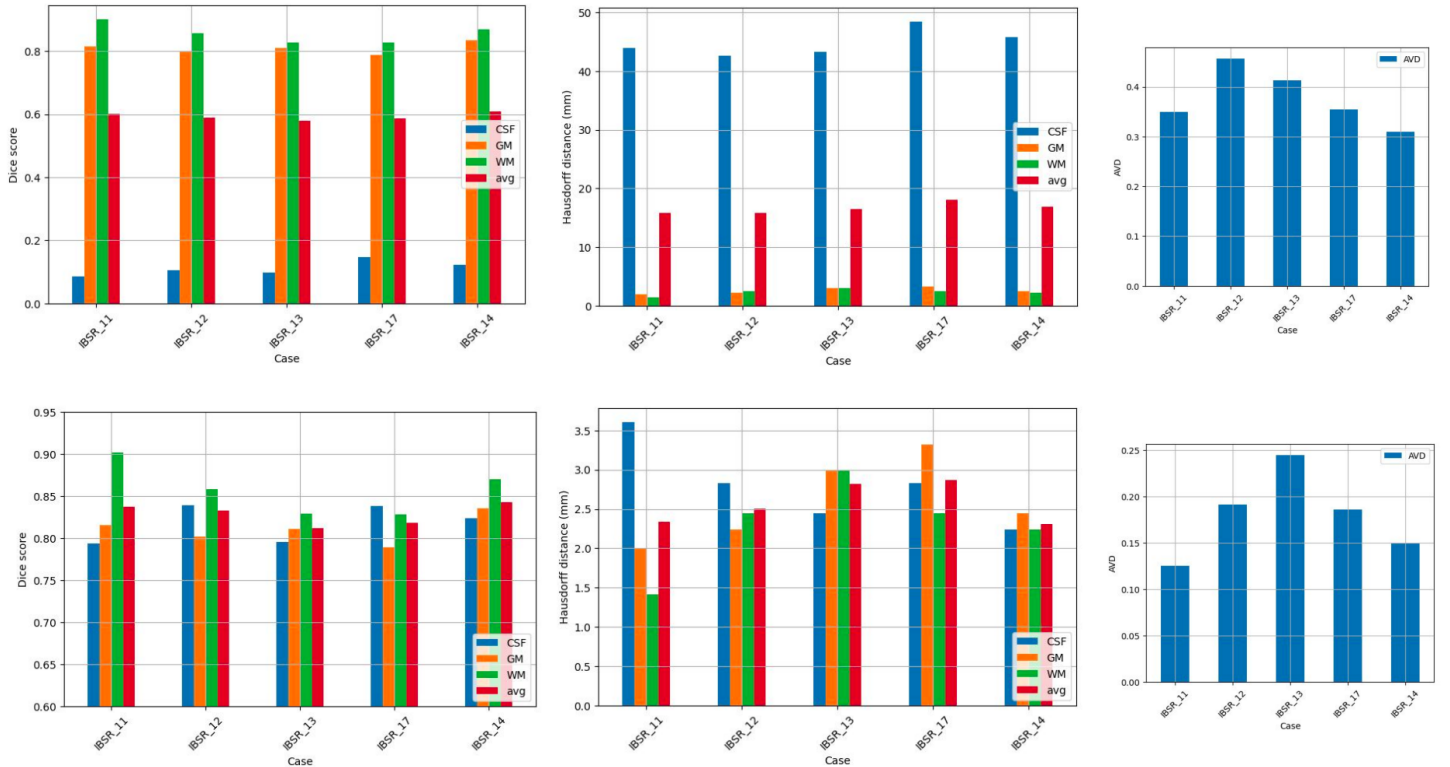 Dice score
0.8
0.6
0.4
0.2
0.0
CSF
GM
WM
avg
IBSR_11
IBSR_12
IBSR_13
IBSR_17
IBSR_14
Case
Hausdorff distance (mm)
50
40
30
20
10
0
CSF
GM
WM
avg
IBSR_11
IBSR_12
IBSR_13
IBSR_17
IBSR_14
Case
AVD
0.4
0.3
0.2
0.1
0.0
AVD
IBSR_11
IBSR_12
IBSR_13
IBSR_17
IBSR_14
Case
Dice score
0.95
0.90
0.85
0.80
0.75
0.70
0.65
0.60
CSF
GM
WM
avg
IBSR_11
IBSR_12
IBSR_13
IBSR_17
IBSR_14
Case
Hausdorff distance (mm)
3.5
3.0
2.5
2.0
1.5
1.0
0.5
0.0
CSF
GM
WM
avg
IBSR_11
IBSR_12
IBSR_13
IBSR_17
IBSR_14
Case
AVD
0.25
0.20
0.15
0.10
0.05
0.00
AVD
IBSR_11
IBSR_12
IBSR_13
IBSR_17
IBSR_14
Case